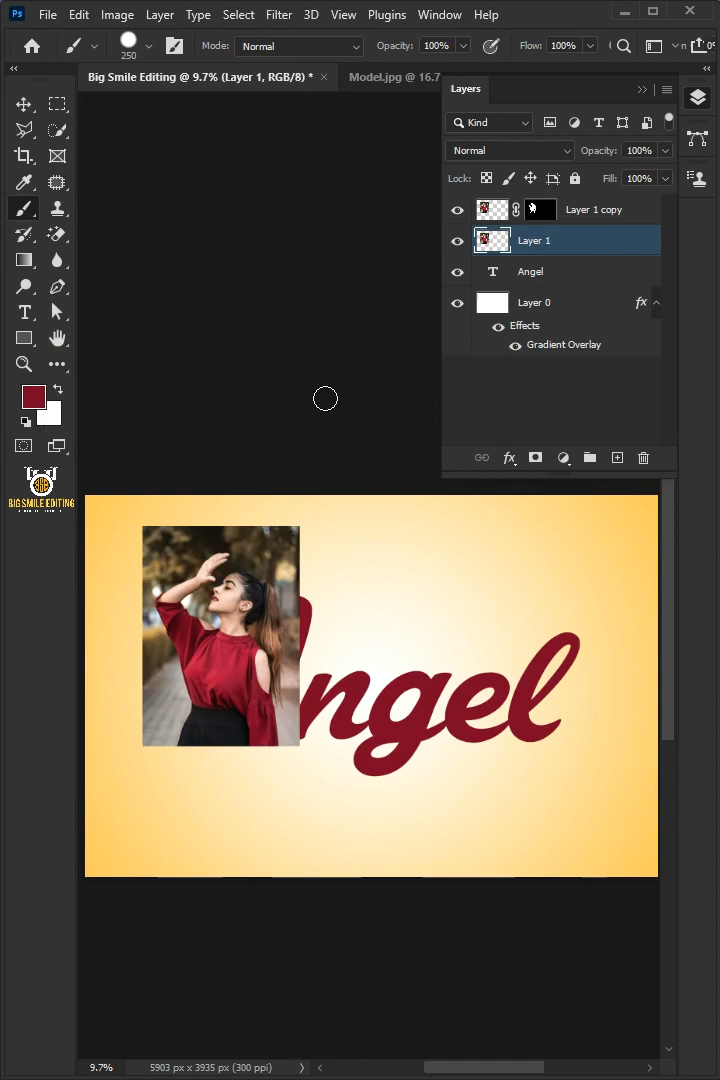 Ps File Edit Image Layer Type Select Filter 3D View Plugins Window Help
250 Mode: Normal Opacity: 100% Flow: 100%
Big Smile Editing @ 9.7% (Layer 1, RGB/8) * × Model.jpg @ 16.7
Layers
Kind
Normal Opacity: 100%
Lock: Fill: 100%
Layer 1 copy
Layer 1
T Angel
Layer 0 fx
Effects
Gradient Overlay
fx
BIG SMILE EDITING
Angel
9.7% 5903 px x 3935 px (300 ppi)